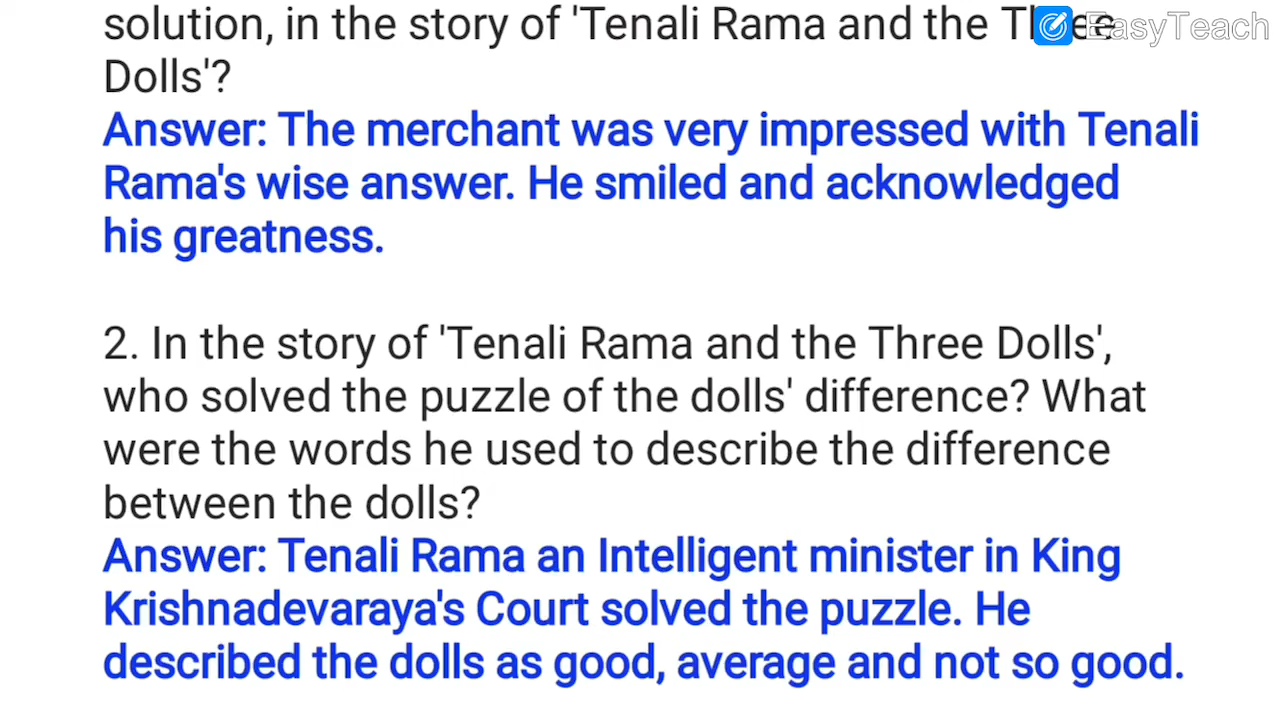 solution, in the story of 'Tenali Rama and the Three
EasyTeach
Dolls'?
Answer: The merchant was very impressed with Tenali
Rama's wise answer. He smiled and acknowledged
his greatness.
2. In the story of 'Tenali Rama and the Three Dolls',
who solved the puzzle of the dolls' difference? What
were the words he used to describe the difference
between the dolls?
Answer: Tenali Rama an Intelligent minister in King
Krishnadevaraya's Court solved the puzzle. He
described the dolls as good, average and not so good.